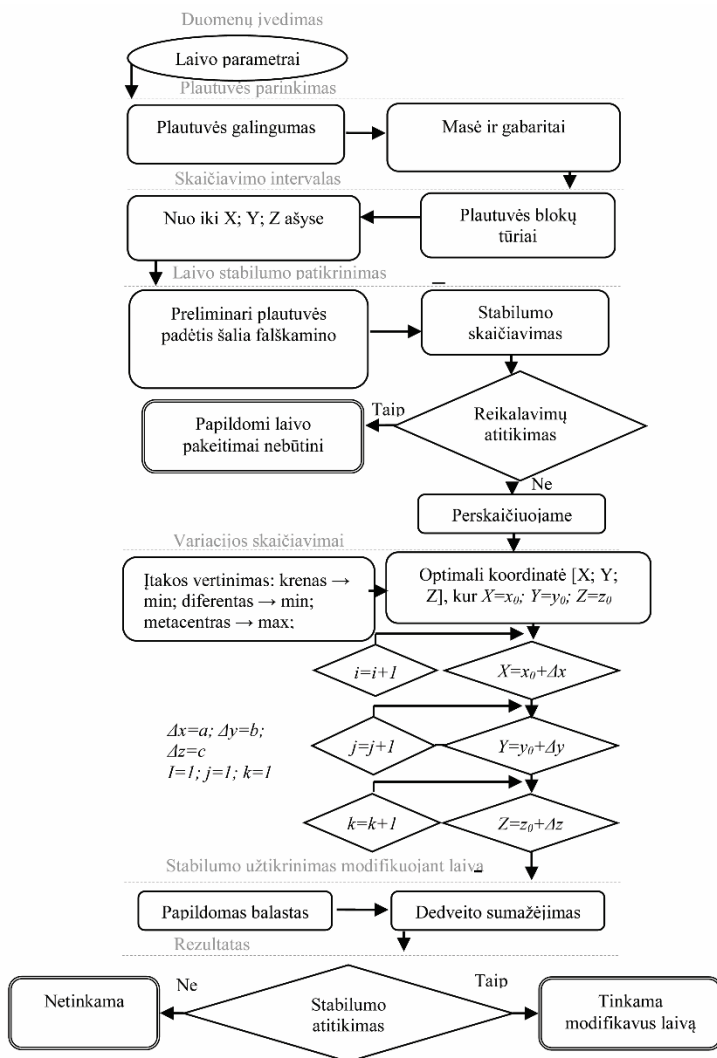 Duomenų įvedimas
Laivo parametrai
Plautuvės parinkimas
Plautuvės galingumas
Masė ir gabaritai
Skaičiavimo intervalas
Nuo iki X; Y; Z ašyse
Plautuvės blokų
tūriai
Laivo stabilumo patikrinimas
Preliminari plautuvės
padėtis šalia falškamino
Stabilumo
skaičiavimas
Taip
Reikalavimų
atitikimas
Papildomi laivo
pakeitimai nebūtini
Ne
Perskaičiuojame
Variacijos skaičiavimai
Įtakos vertinimas: krenas →
min; diferentas → min;
metacentras → max;
Optimali koordinatė [X; Y;
Z], kur X=x₀; Y=y₀; Z=z₀
i=i+1
X=x₀+Δx
Δx=a; Δy=b;
Δz=c
I=1; j=1; k=1
j=j+1
Y=y₀+Δy
k=k+1
Z=z₀+Δz
Stabilumo užtikrinimas modifikuojant laivą
Papildomas balastas
Dedveito sumažėjimas
Rezultatas
Ne
Taip
Netinkama
Stabilumo
atitikimas
Tinkama
modifikavus laivą